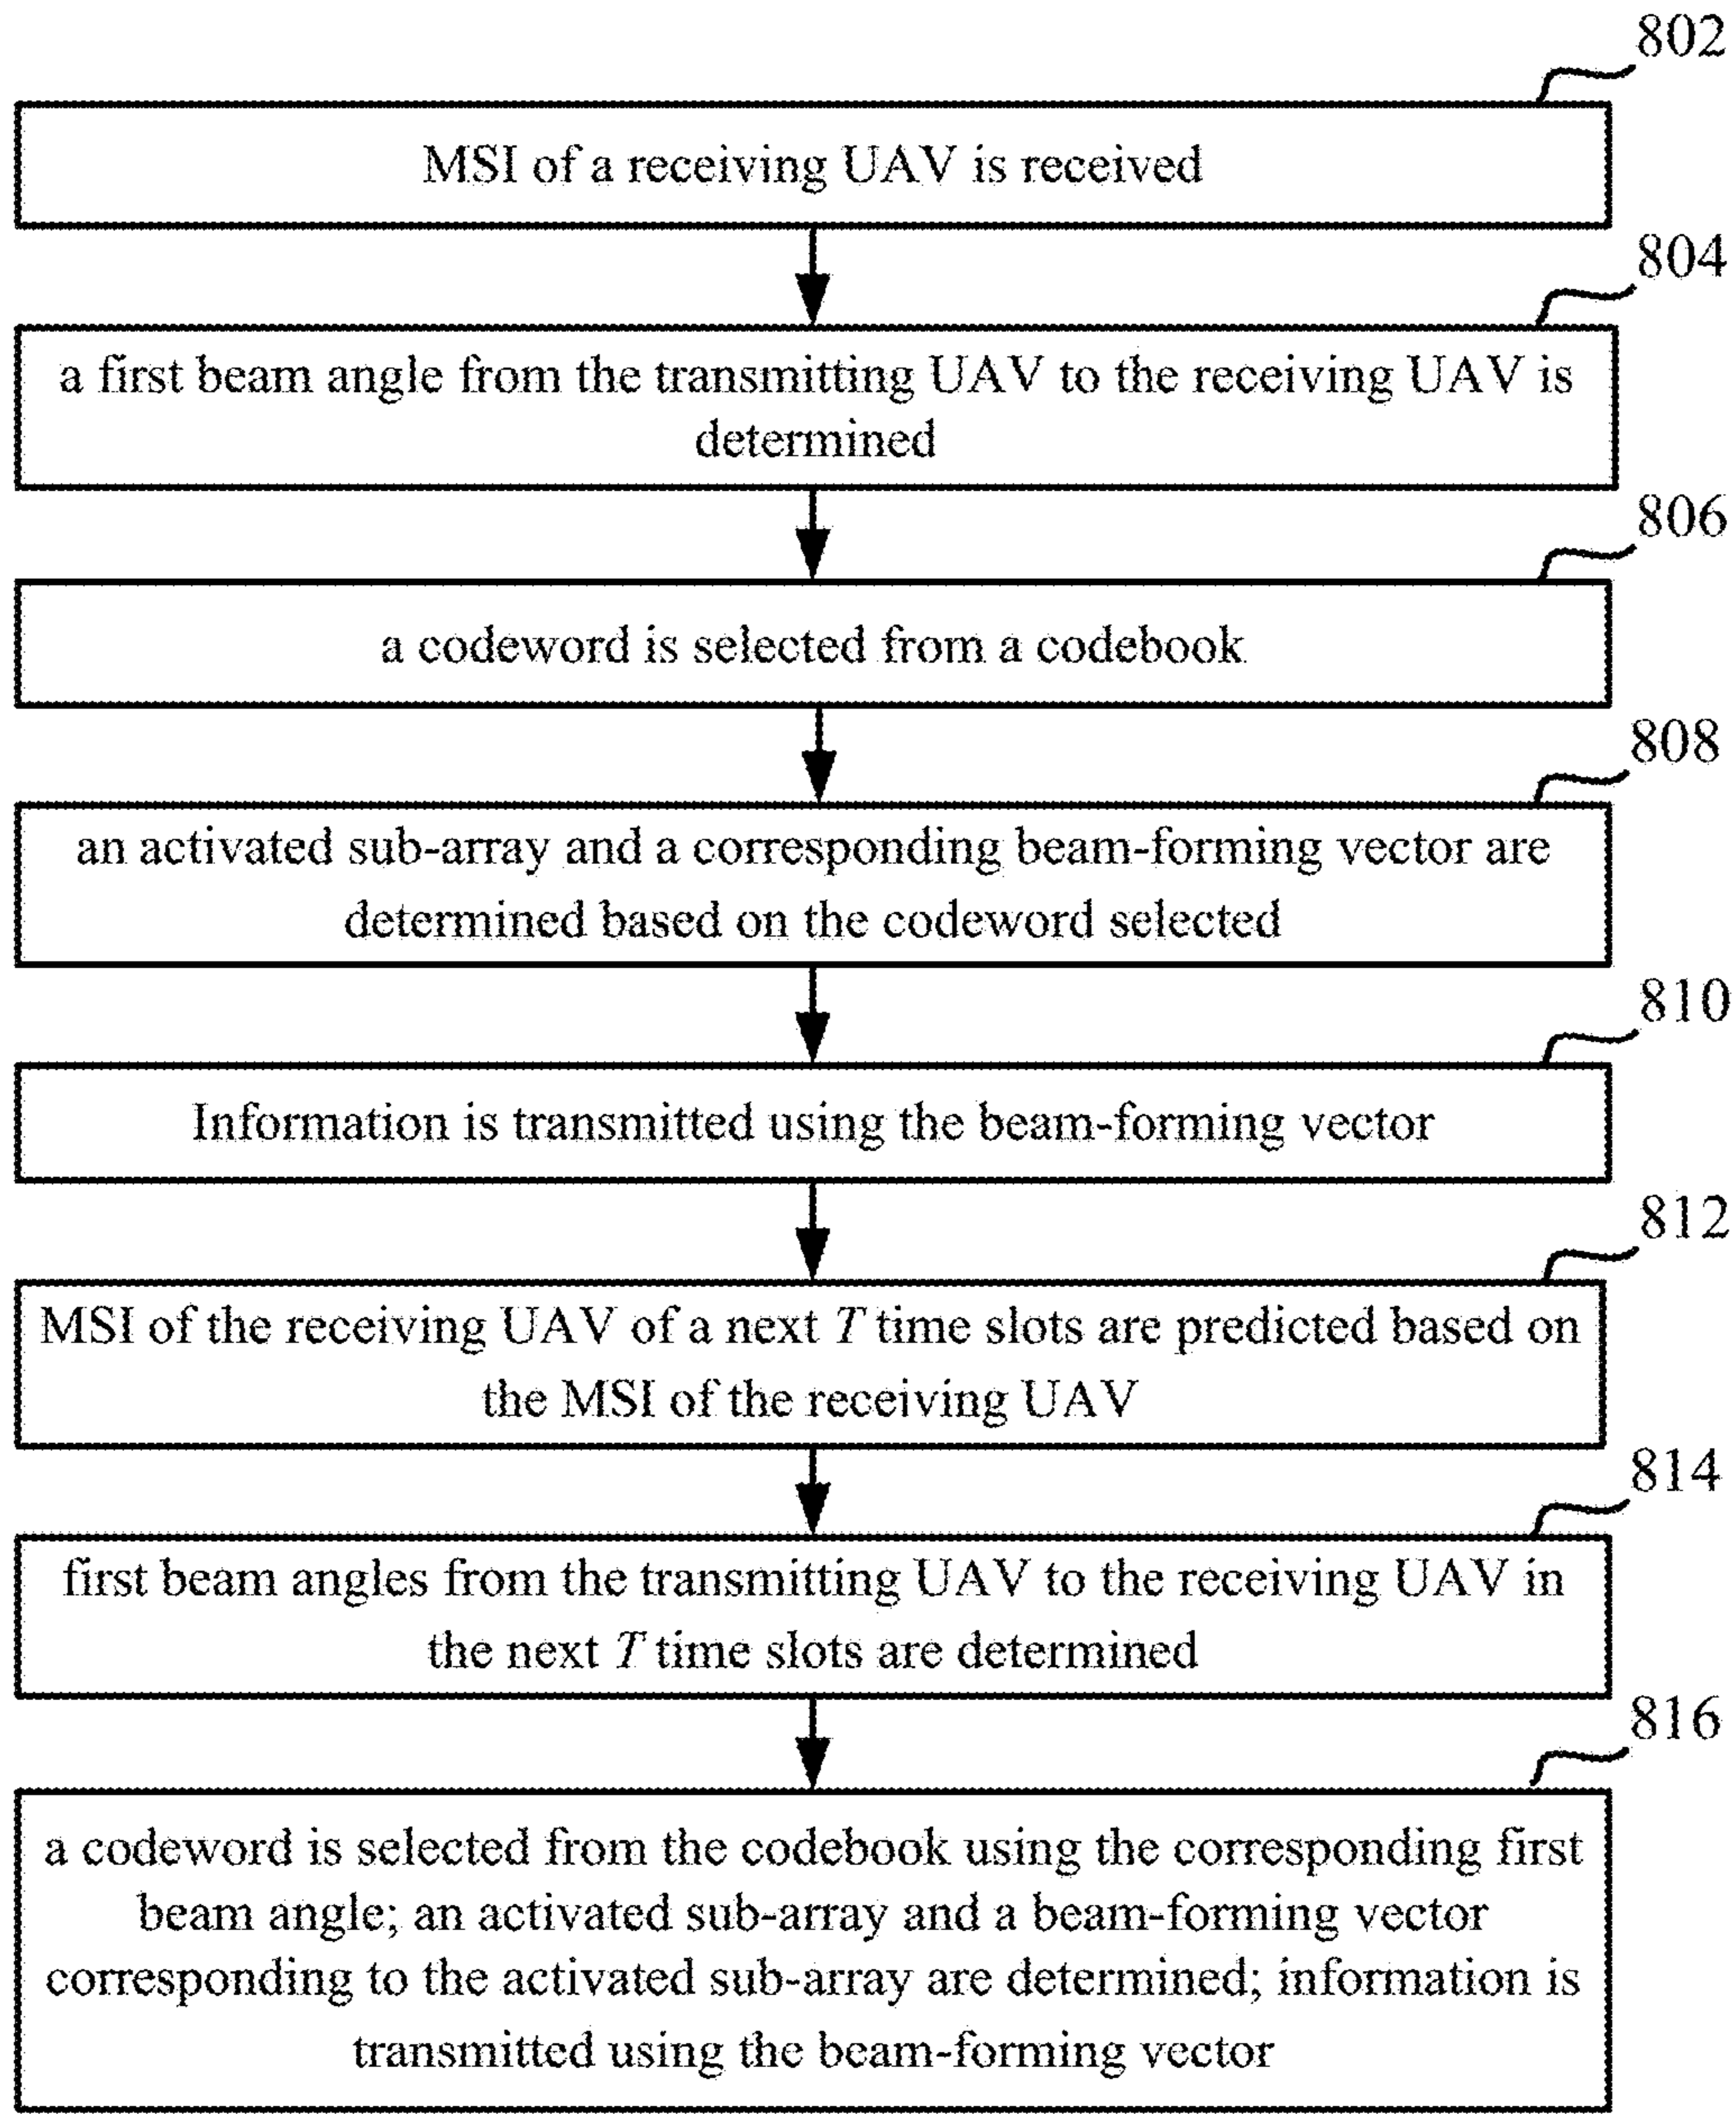 802
MSI of a receiving UAV is received
804
a first beam angle from the transmitting UAV to the receiving UAV is
determined
806
a codeword is selected from a codebook
808
an activated sub-array and a corresponding beam-forming vector are
determined based on the codeword selected
810
Information is transmitted using the beam-forming vector
812
MSI of the receiving UAV of a next T time slots are predicted based on
the MSI of the receiving UAV
814
first beam angles from the transmitting UAV to the receiving UAV in
the next T time slots are determined
816
a codeword is selected from the codebook using the corresponding first
beam angle; an activated sub-array and a beam-forming vector
corresponding to the activated sub-array are determined; information is
transmitted using the beam-forming vector